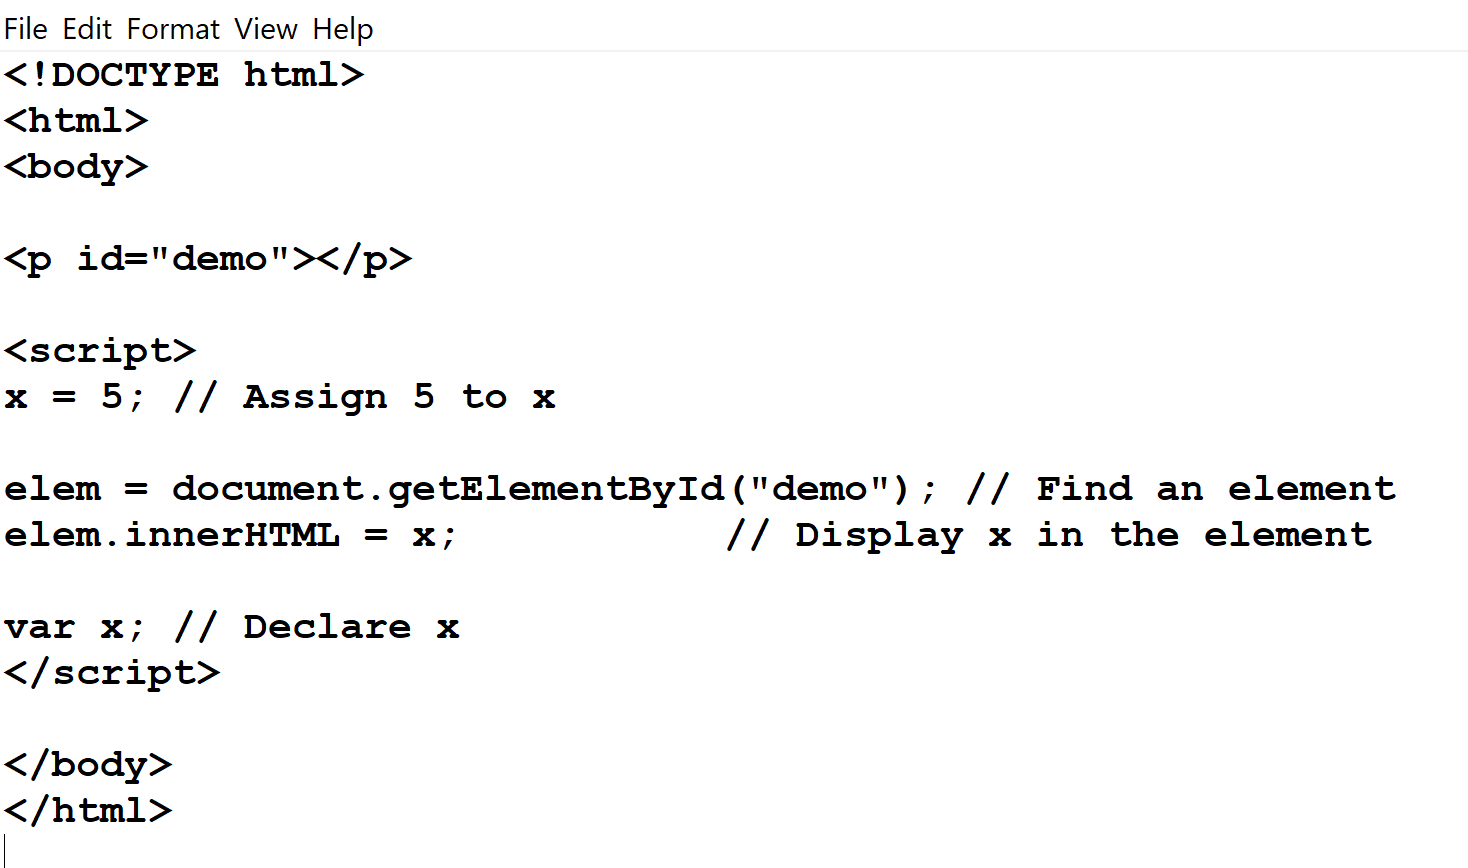 File Edit Format View Help
<!DOCTYPE html>
<html>
<body>
<p id="demo"></p>
<script>
x = 5; // Assign 5 to x
elem = document.getElementById("demo"); // Find an element
elem.innerHTML = x;           // Display x in the element
var x; // Declare x
</script>
</body>
</html>